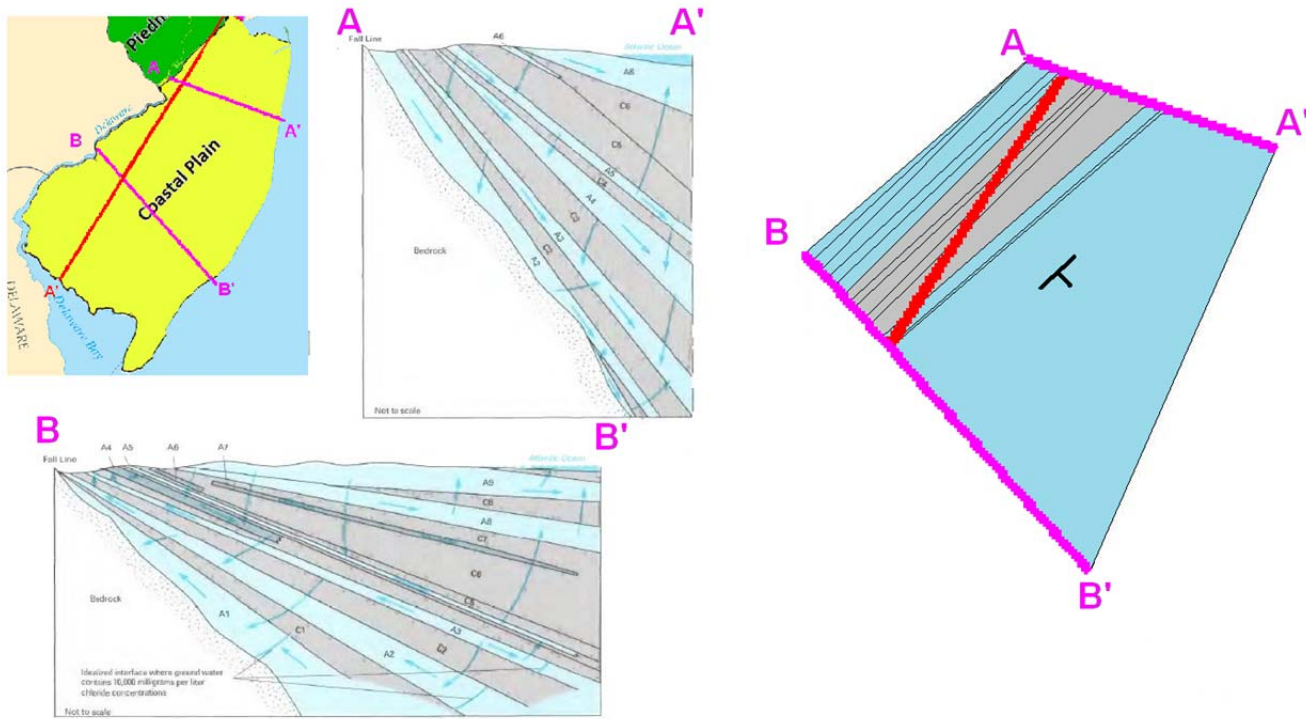 Piedm
Coastal Plain
Delaware
DELAWARE
Delaware Bay
A
A'
B
B'
A'
A
A'
Fall Line
A6
Atlantic Ocean
A8
C6
C5
A5
C4
A4
C3
A3
C2
A2
Bedrock
Not to scale
B
B'
Fall Line
A4
A5
A6
A7
Atlantic Ocean
A9
C8
A8
C7
C6
C5
A3
C2
A2
C1
A1
Bedrock
Idealized interface where ground water
contains 10,000 milligrams per liter
chloride concentrations
Not to scale
A
A'
B
B'